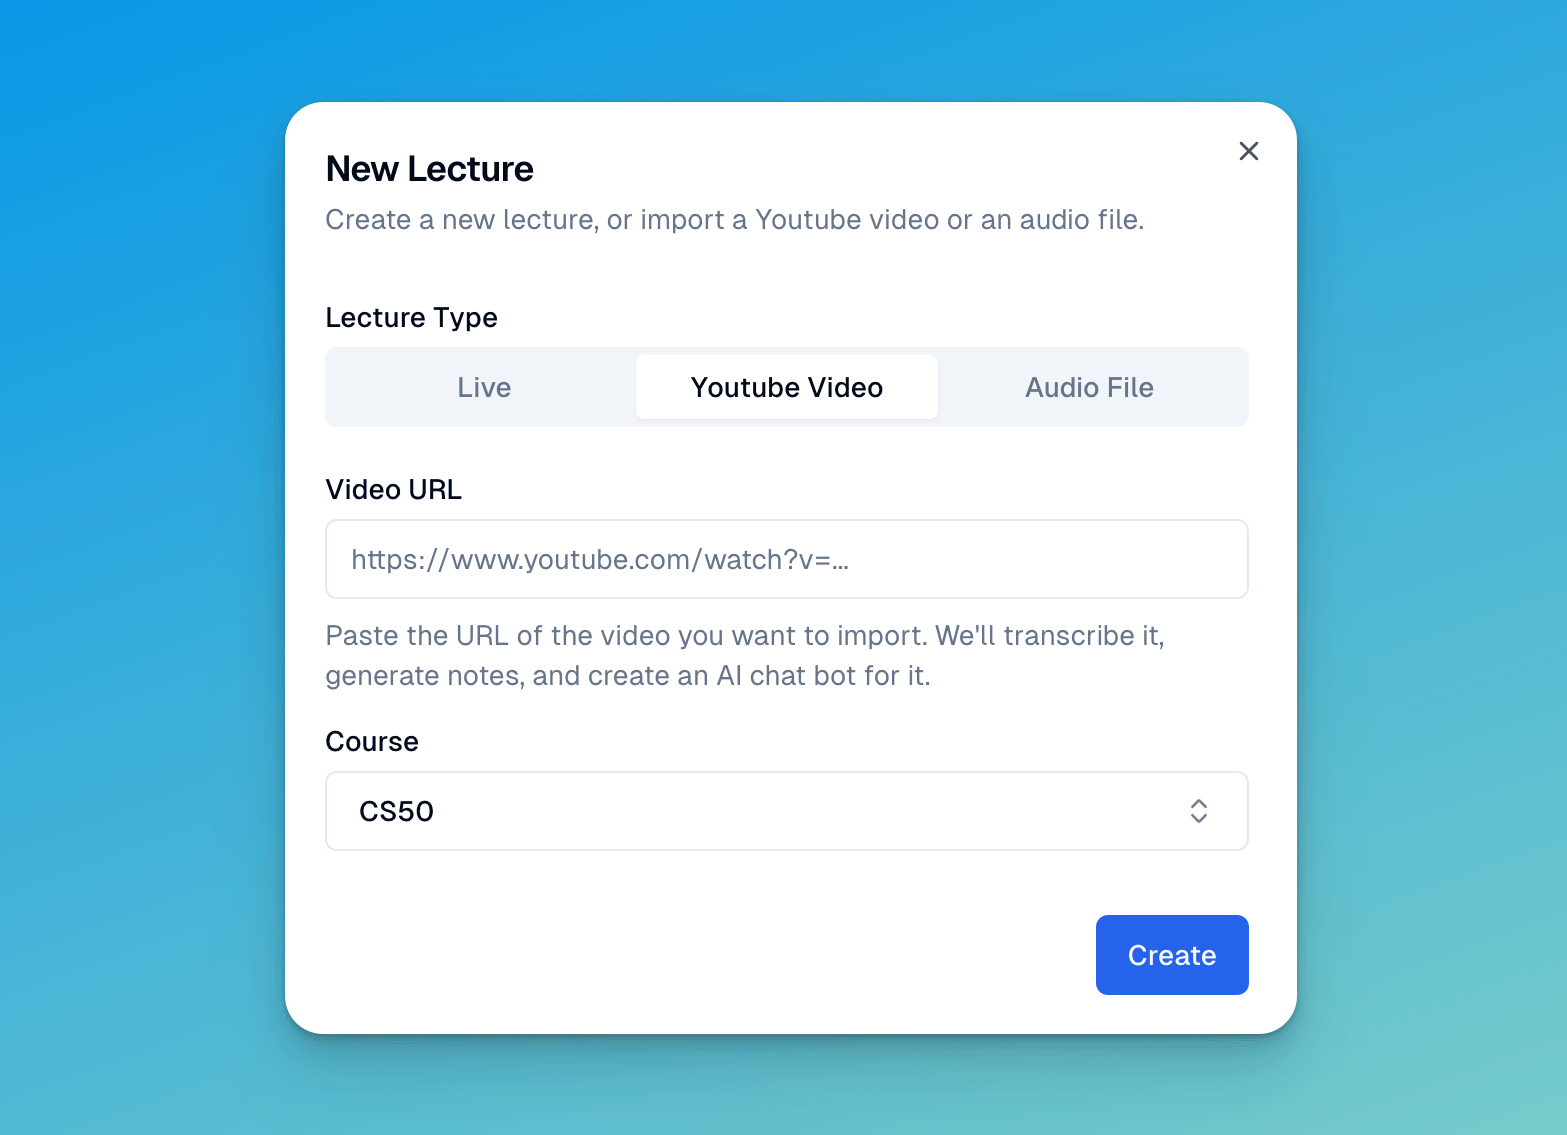 New Lecture
Create a new lecture, or import a Youtube video or an audio file.
Lecture Type
Live
Youtube Video
Audio File
Video URL
https://www.youtube.com/watch?v=...
Paste the URL of the video you want to import. We'll transcribe it,
generate notes, and create an AI chat bot for it.
Course
CS50
Create